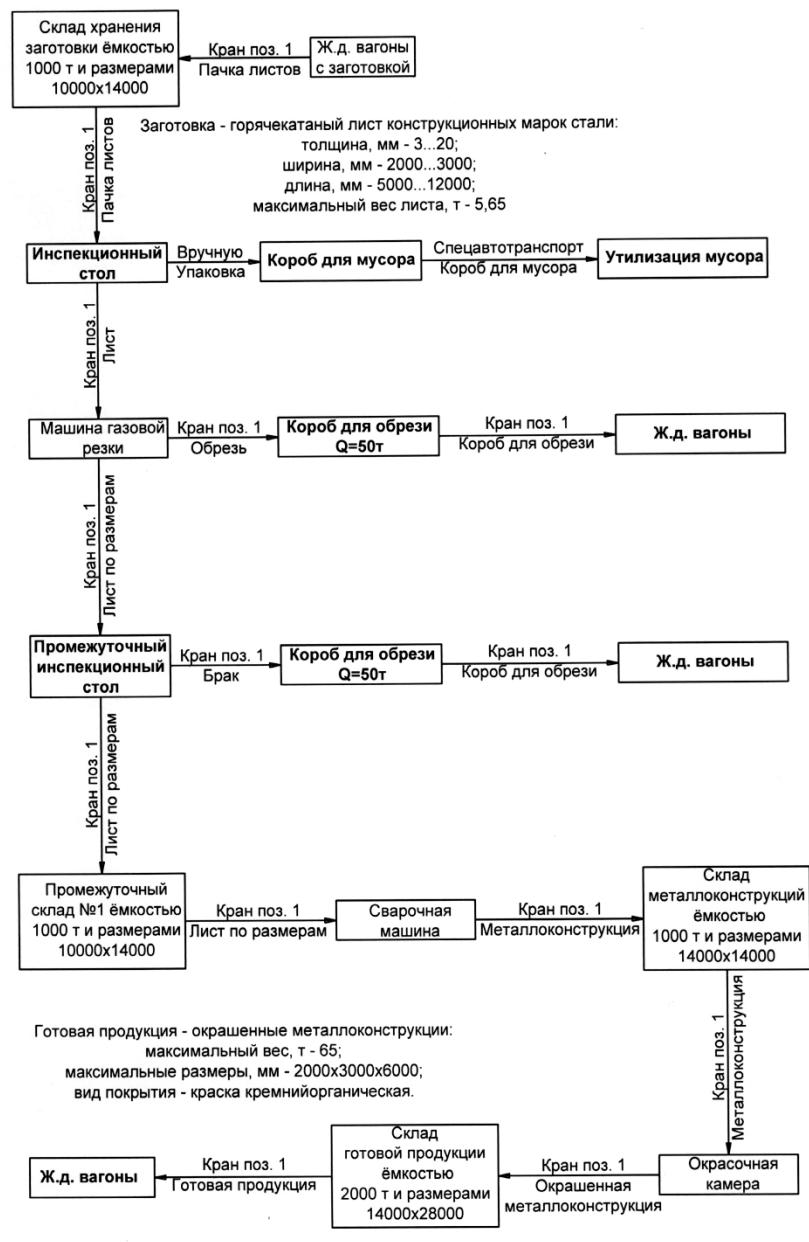 Склад хранения
заготовки ёмкостью
1000 т и размерами
10000х14000
Кран поз. 1
Пачка листов
Ж.д. вагоны
с заготовкой
Кран поз. 1
Пачка листов
Заготовка - горячекатаный лист конструкционных марок стали:
толщина, мм - 3...20;
ширина, мм - 2000...3000;
длина, мм - 5000...12000;
максимальный вес листа, т - 5,65
Инспекционный
стол
Вручную
Упаковка
Короб для мусора
Спецавтотранспорт
Короб для мусора
Утилизация мусора
Кран поз. 1
Лист
Машина газовой
резки
Кран поз. 1
Обрезь
Короб для обрези
Q=50т
Кран поз. 1
Короб для обрези
Ж.д. вагоны
Кран поз. 1
Лист по размерам
Промежуточный
инспекционный
стол
Кран поз. 1
Брак
Короб для обрези
Q=50т
Кран поз. 1
Короб для обрези
Ж.д. вагоны
Кран поз. 1
Лист по размерам
Промежуточный
склад №1 ёмкостью
1000 т и размерами
10000х14000
Кран поз. 1
Лист по размерам
Сварочная
машина
Кран поз. 1
Металлоконструкция
Склад
металлоконструкций
ёмкостью
1000 т и размерами
14000х14000
Кран поз. 1
Металлоконструкция
Готовая продукция - окрашенные металлоконструкции:
максимальный вес, т - 65;
максимальные размеры, мм - 2000х3000х6000;
вид покрытия - краска кремнийорганическая.
Ж.д. вагоны
Кран поз. 1
Готовая продукция
Склад
готовой продукции
ёмкостью
2000 т и размерами
14000х28000
Кран поз. 1
Окрашенная
металлоконструкция
Окрасочная
камера